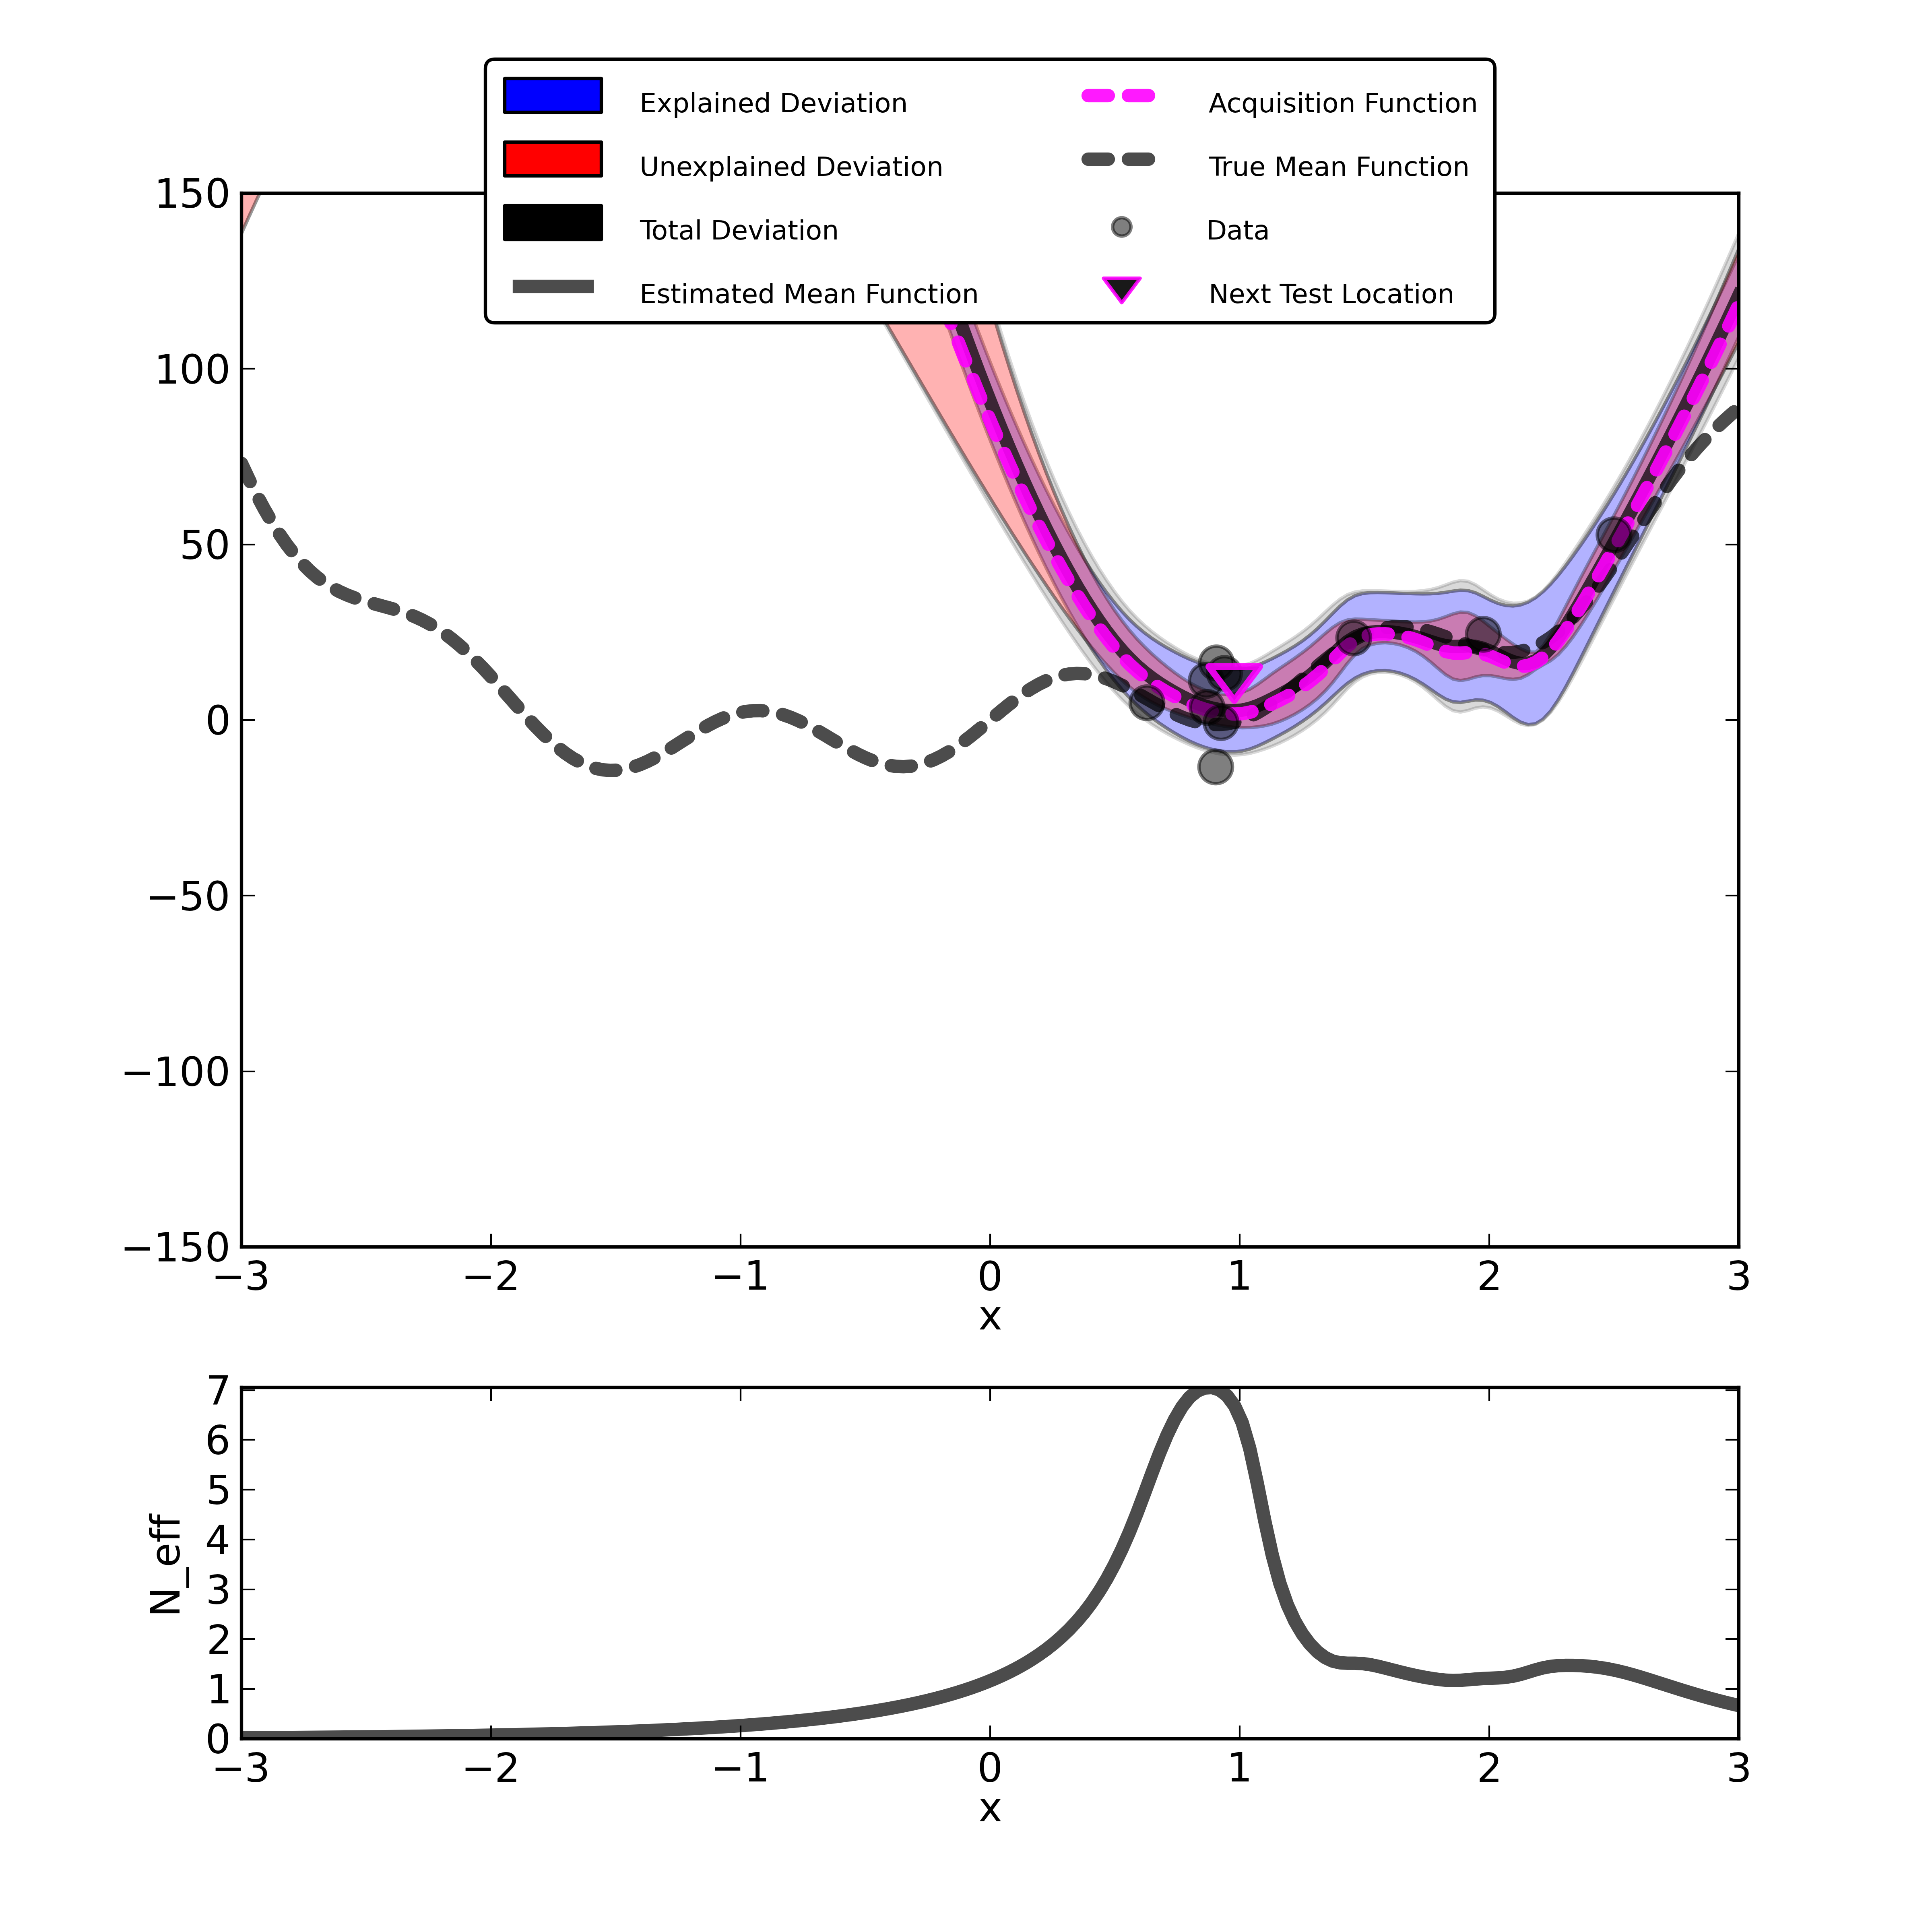 Explained Deviation
Unexplained Deviation
Total Deviation
Estimated Mean Function
Acquisition Function
True Mean Function
Data
Next Test Location
150
100
50
0
−50
−100
−150
−3 −2 −1 0 1 2 3
x
7
6
5
4
3
2
1
0
N_eff
−3 −2 −1 0 1 2 3
x